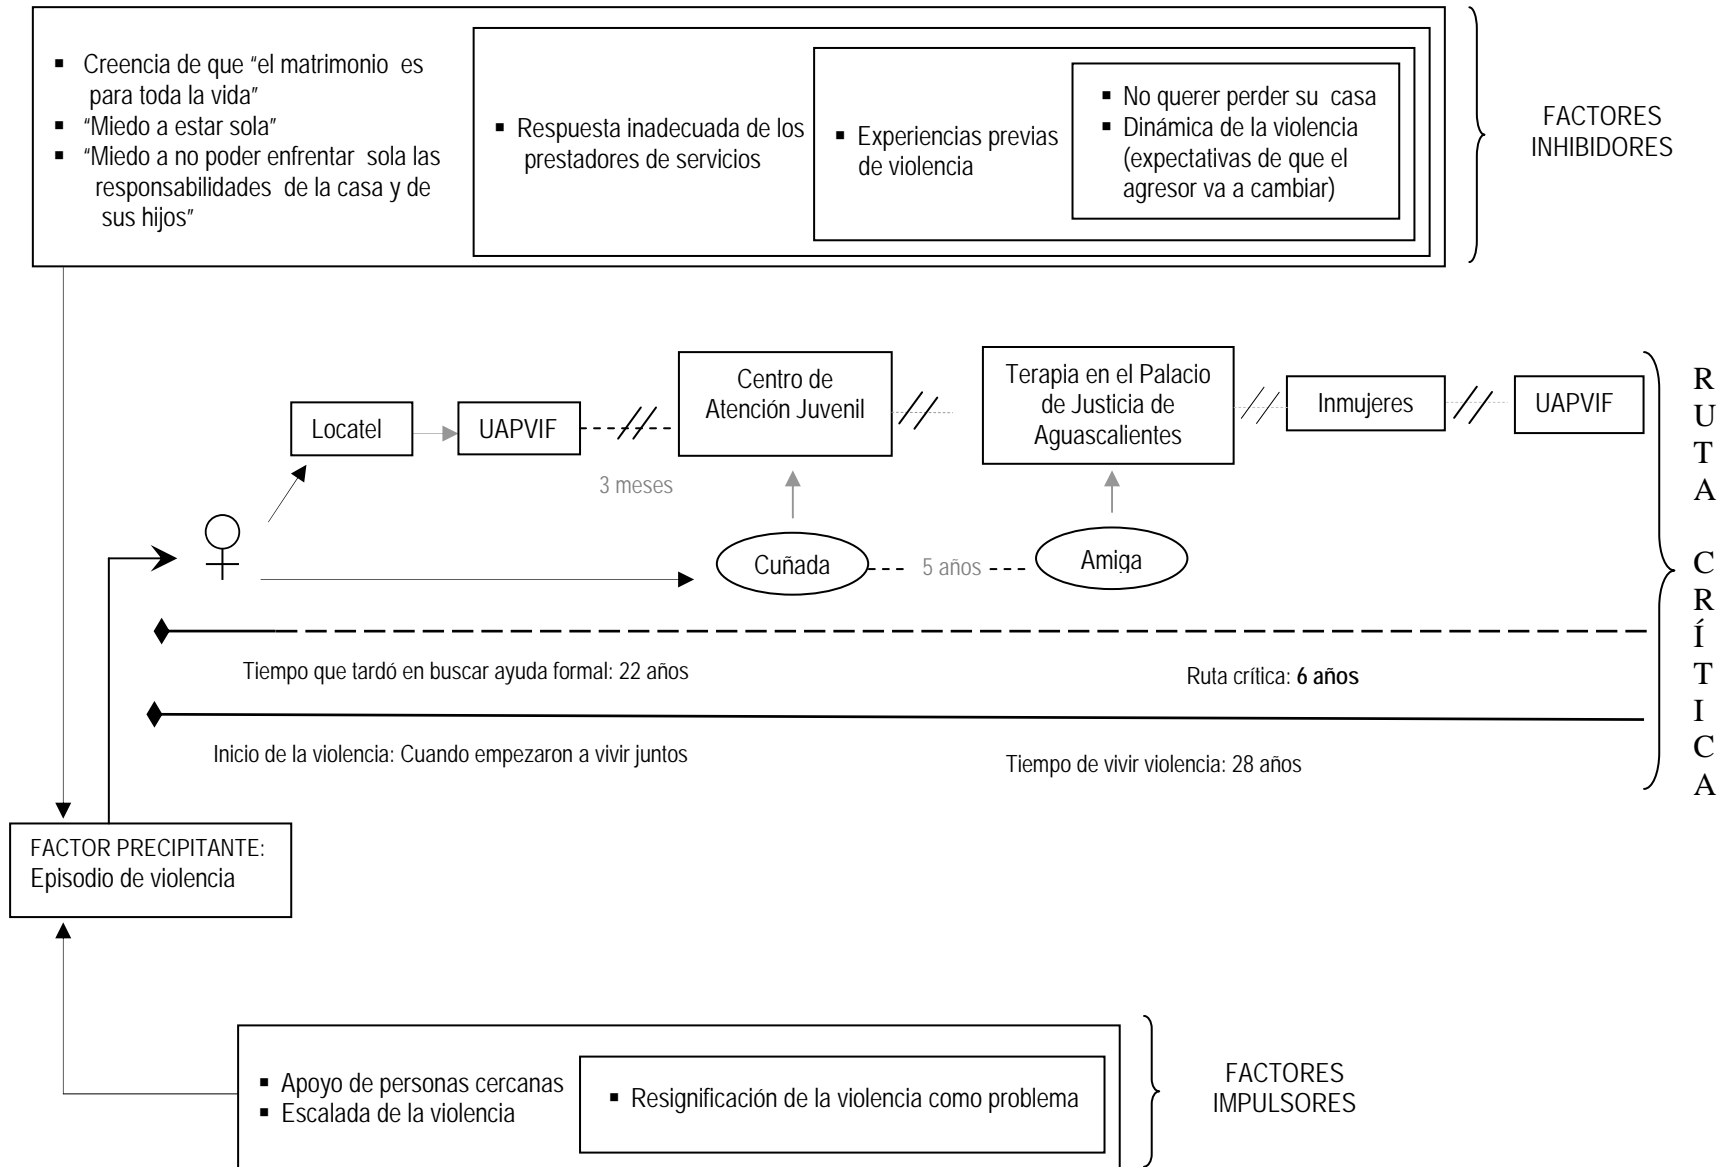 ▪ Creencia de que “el matrimonio es
para toda la vida”
▪ “Miedo a estar sola”
▪ “Miedo a no poder enfrentar sola las
responsabilidades de la casa y de
sus hijos”
▪ Respuesta inadecuada de los
prestadores de servicios
▪ Experiencias previas
de violencia
▪ No querer perder su casa
▪ Dinámica de la violencia
(expectativas de que el
agresor va a cambiar)
FACTORES
INHIBIDORES
Locatel
UAPVIF
3 meses
Centro de
Atención Juvenil
Terapia en el Palacio
de Justicia de
Aguascalientes
Inmujeres
UAPVIF
Cuñada
5 años
Amiga
RUTA CRÍTICA
Tiempo que tardó en buscar ayuda formal: 22 años
Ruta crítica: 6 años
Inicio de la violencia: Cuando empezaron a vivir juntos
Tiempo de vivir violencia: 28 años
FACTOR PRECIPITANTE:
Episodio de violencia
▪ Apoyo de personas cercanas
▪ Escalada de la violencia
▪ Resignificación de la violencia como problema
FACTORES
IMPULSORES